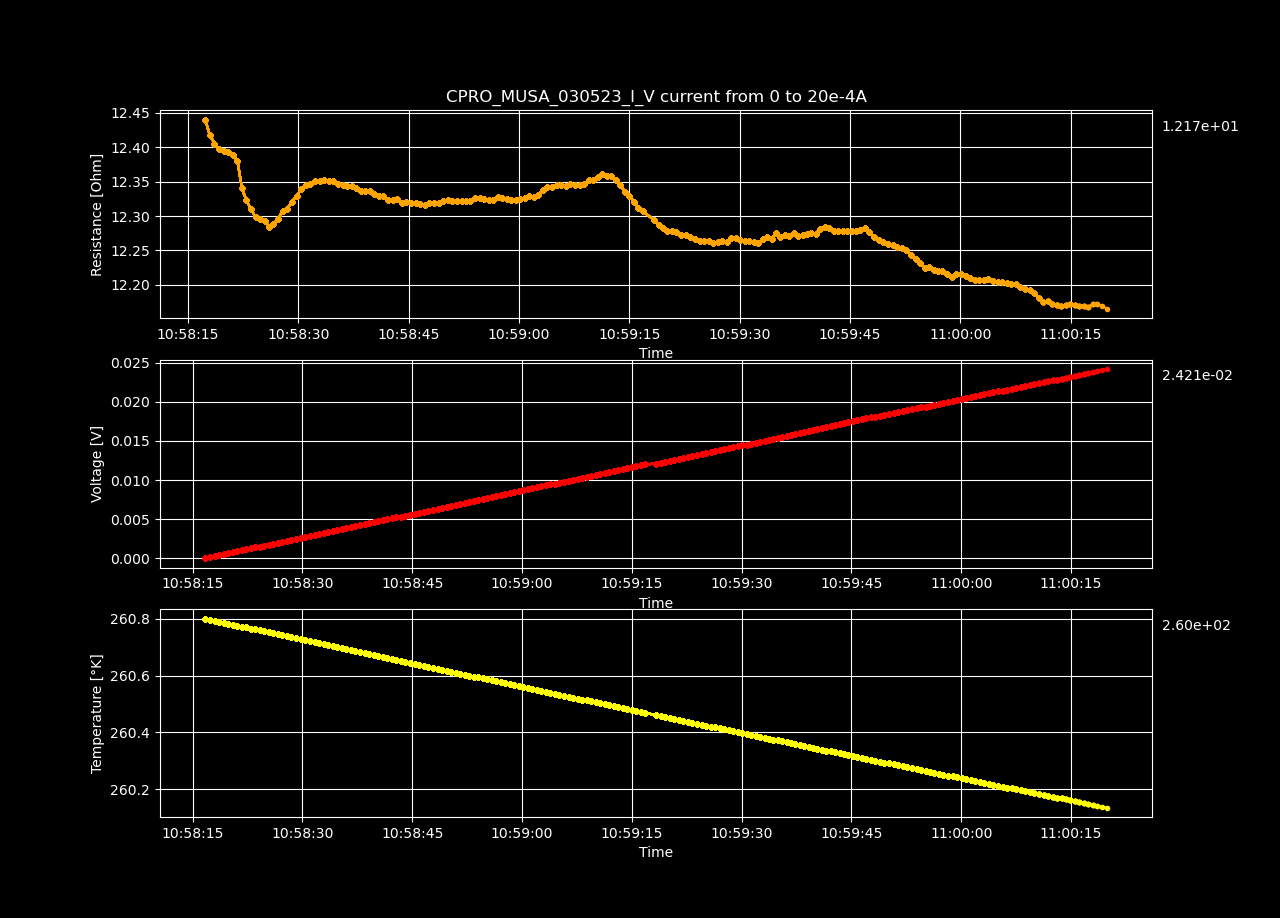 CPRO_MUSA_030523_I_V current from 0 to 20e-4A
12.45
12.40
12.35
12.30
12.25
12.20
Resistance [Ohm]
1.217e+01
10:58:15 10:58:30 10:58:45 10:59:00 10:59:15 10:59:30 10:59:45 11:00:00 11:00:15
Time
0.025
0.020
0.015
0.010
0.005
0.000
Voltage [V]
2.421e-02
10:58:15 10:58:30 10:58:45 10:59:00 10:59:15 10:59:30 10:59:45 11:00:00 11:00:15
Time
260.8
260.6
260.4
260.2
Temperature [°K]
2.60e+02
10:58:15 10:58:30 10:58:45 10:59:00 10:59:15 10:59:30 10:59:45 11:00:00 11:00:15
Time